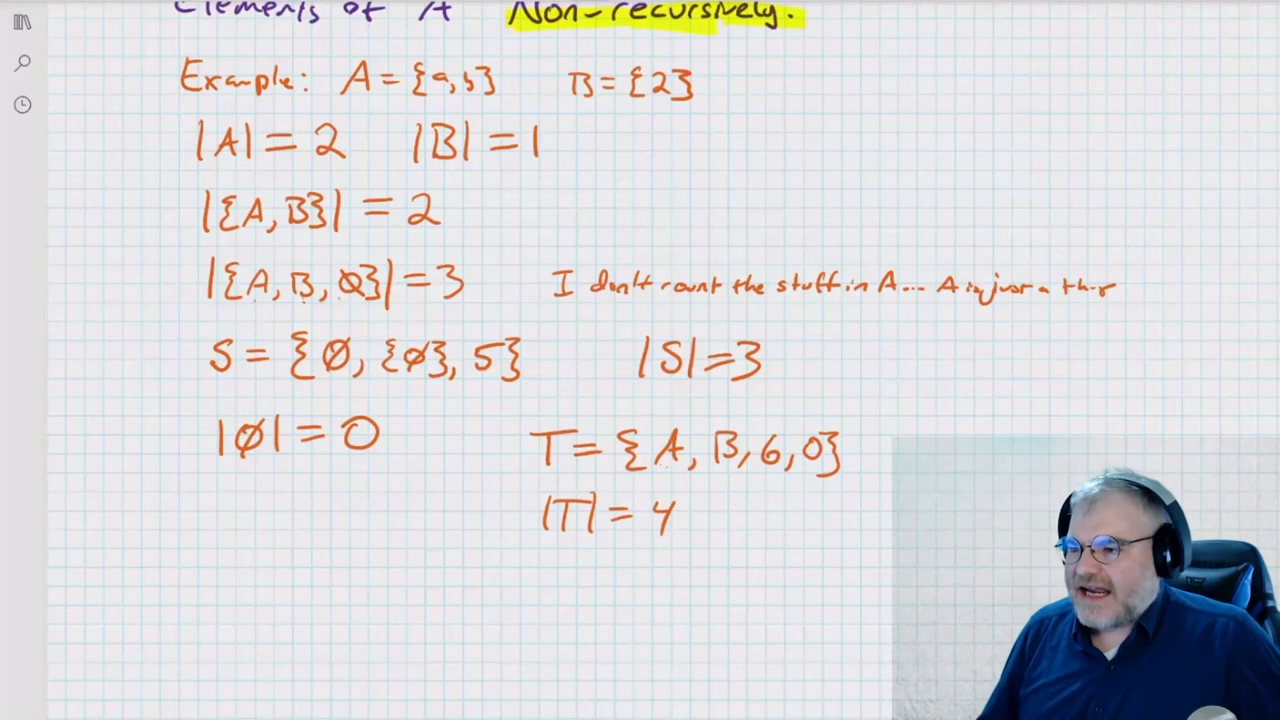 Elements of A Non-recursively.
Example: A = {a, b} B = {2}
|A| = 2 |B| = 1
|{A, B}| = 2
|{A, B, Ø}| = 3 I don't count the stuff in A... A is just a thing
S = {Ø, {Ø}, 5} |S| = 3
|Ø| = 0
T = {A, B, 6, 0}
|T| = 4